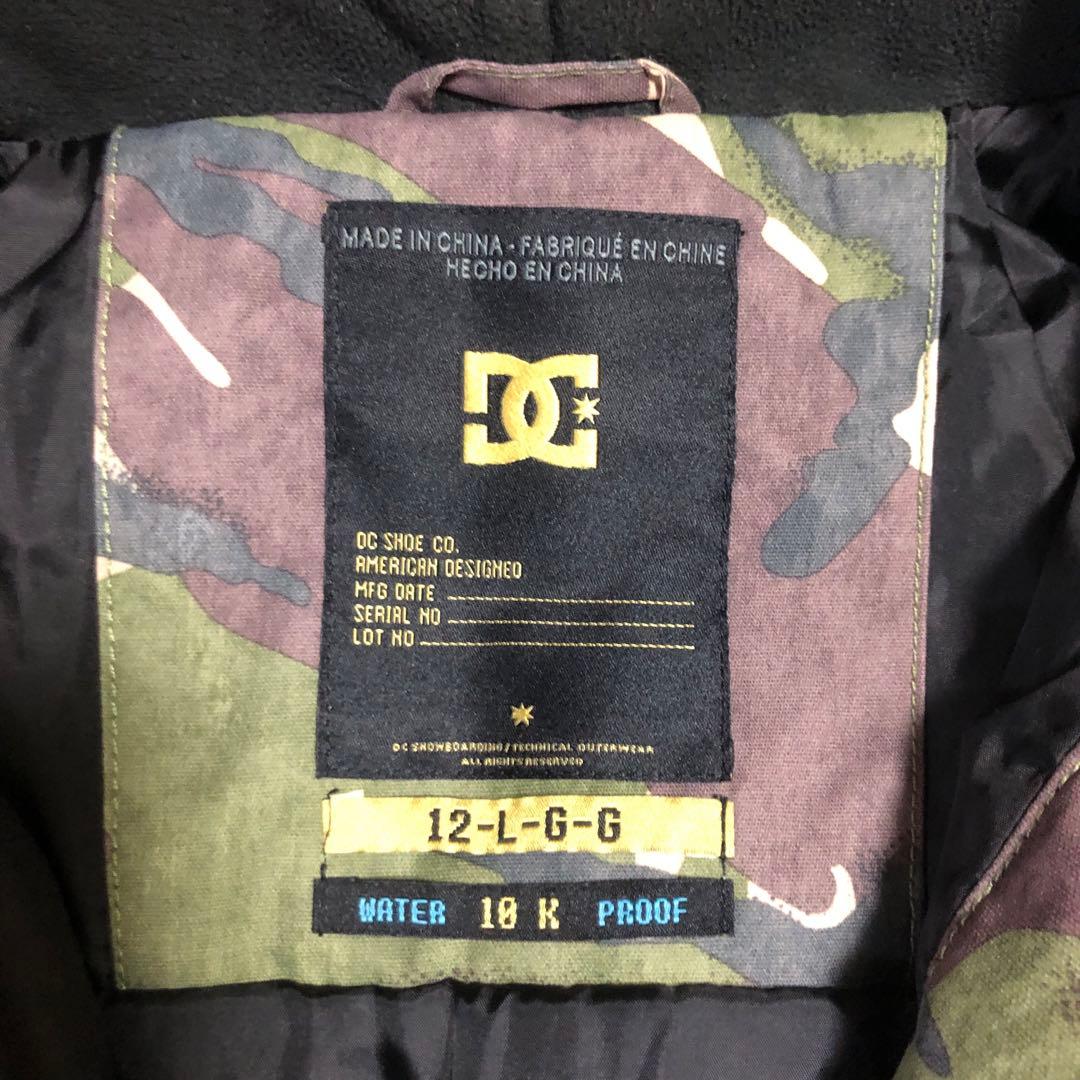 MADE IN CHINA - FABRIQUÉ EN CHINE
HECHO EN CHINA
DC
DC SHOE CO.
AMERICAN DESIGNED
MFG DATE
SERIAL NO
LOT NO
DC SNOWBOARDING/TECHNICAL OUTERWEAR
ALL RIGHTS RESERVED
12-L-G-G
WATER 10 K PROOF